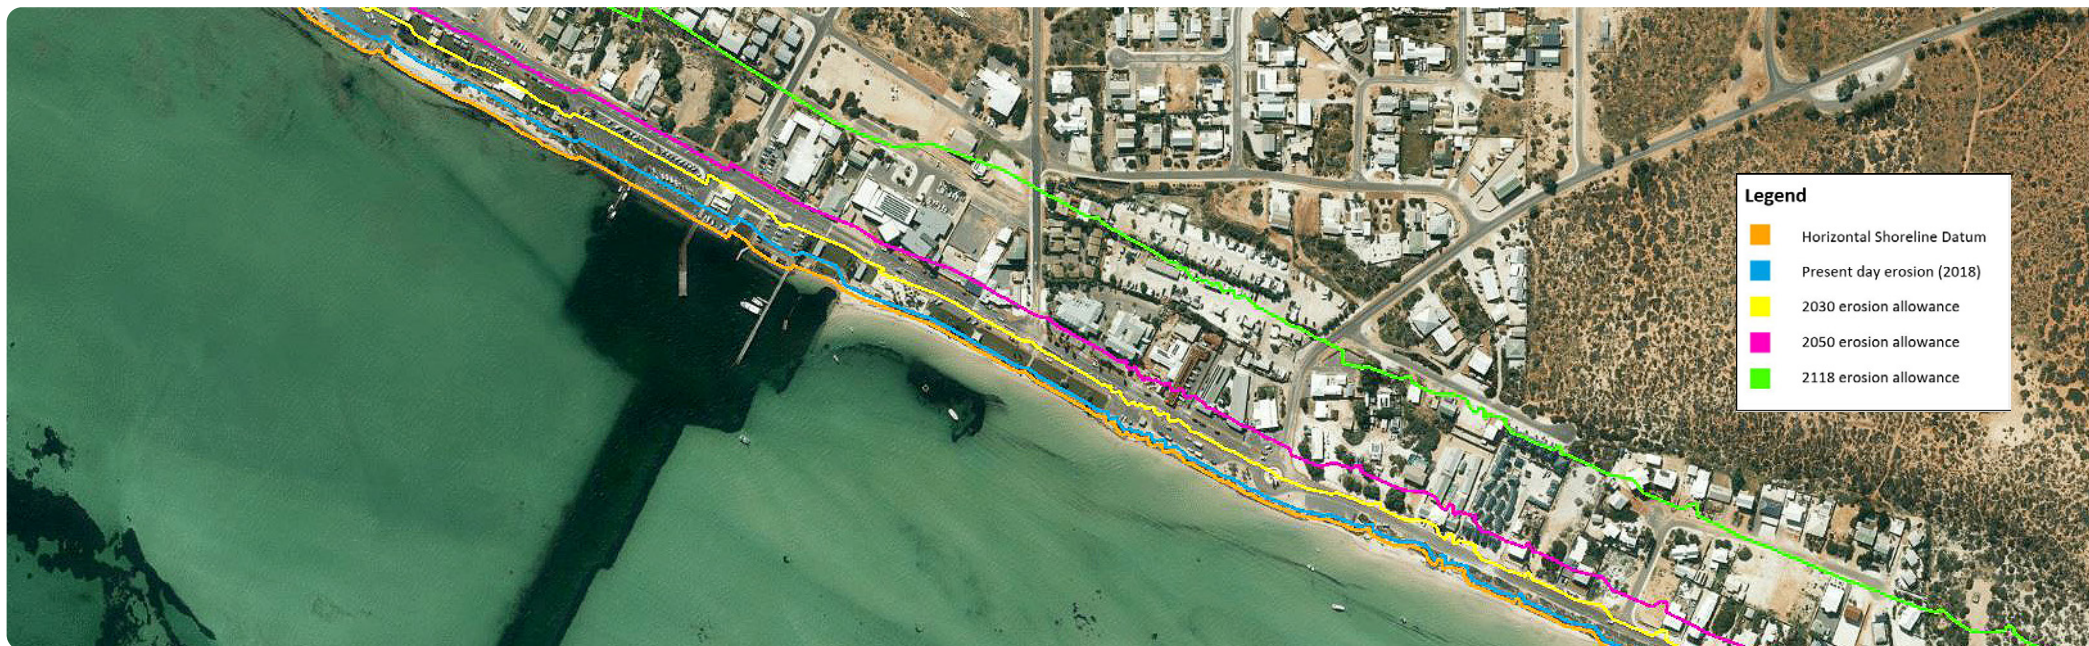 Legend
Horizontal Shoreline Datum
Present day erosion (2018)
2030 erosion allowance
2050 erosion allowance
2118 erosion allowance